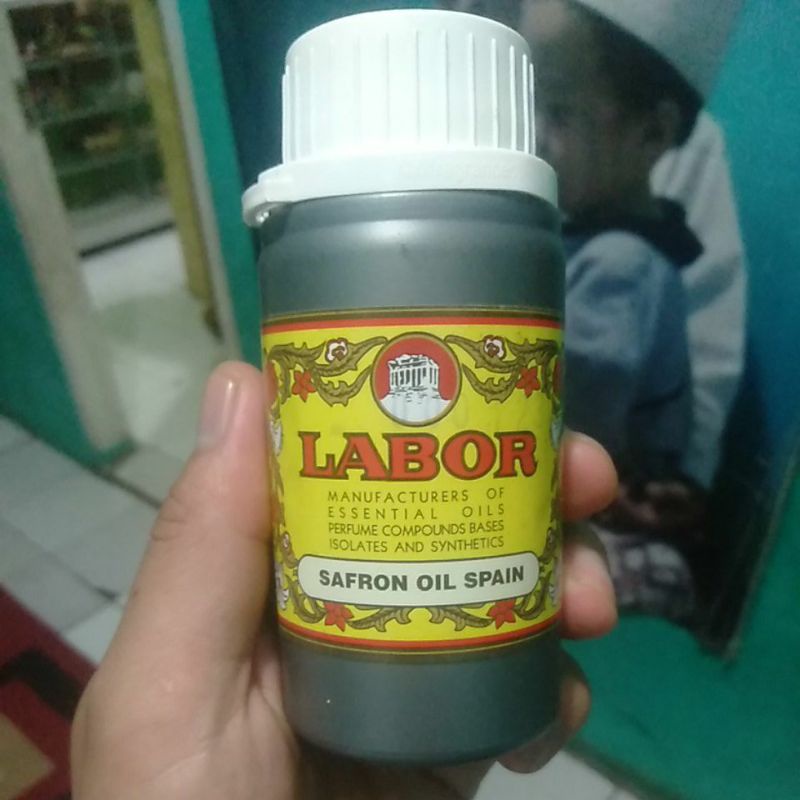 LABOR
MANUFACTURERS OF
ESSENTIAL OILS
PERFUME COMPOUNDS BASES
ISOLATES AND SYNTHETICS
SAFRON OIL SPAIN